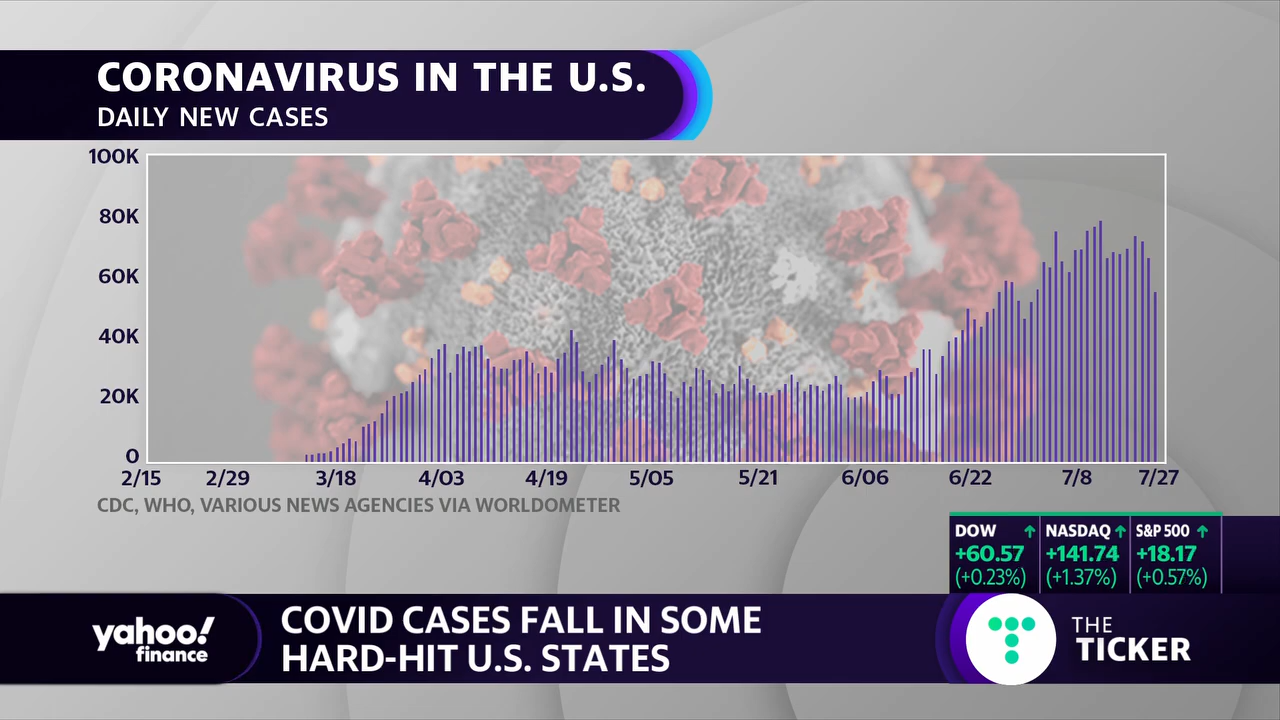 CORONAVIRUS IN THE U.S.
DAILY NEW CASES
100K
80K
60K
40K
20K
0
2/15 2/29 3/18 4/03 4/19 5/05 5/21 6/06 6/22 7/8 7/27
CDC, WHO, VARIOUS NEWS AGENCIES VIA WORLDOMETER
DOW NASDAQ S&P 500
+60.57 +141.74 +18.17
(+0.23%) (+1.37%) (+0.57%)
yahoo!
finance
COVID CASES FALL IN SOME
HARD-HIT U.S. STATES
THE
TICKER